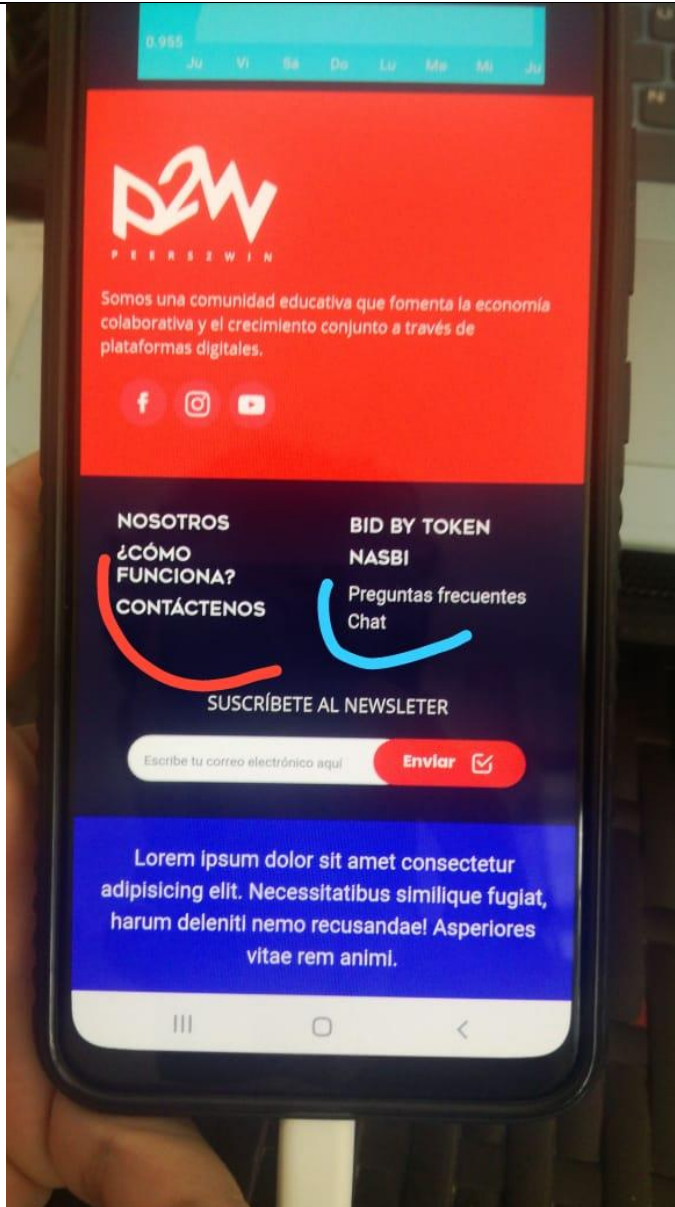 0.955
Ju Vi Sa Do Lu Ma Mi Ju
P2W
PEERS2WIN
Somos una comunidad educativa que fomenta la economía
colaborativa y el crecimiento conjunto a través de
plataformas digitales.
NOSOTROS
¿CÓMO
FUNCIONA?
CONTÁCTENOS
BID BY TOKEN
NASBI
Preguntas frecuentes
Chat
SUSCRÍBETE AL NEWSLETER
Escribe tu correo electrónico aquí
Enviar
Lorem ipsum dolor sit amet consectetur
adipisicing elit. Necessitatibus similique fugiat,
harum deleniti nemo recusandae! Asperiores
vitae rem animi.